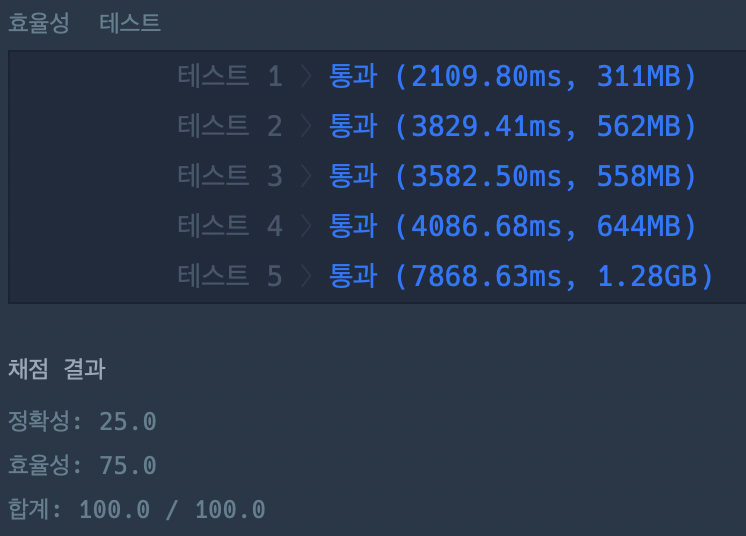 효율성 테스트
테스트 1 〉 통과 (2109.80ms, 311MB)
테스트 2 〉 통과 (3829.41ms, 562MB)
테스트 3 〉 통과 (3582.50ms, 558MB)
테스트 4 〉 통과 (4086.68ms, 644MB)
테스트 5 〉 통과 (7868.63ms, 1.28GB)
채점 결과
정확성: 25.0
효율성: 75.0
합계: 100.0 / 100.0